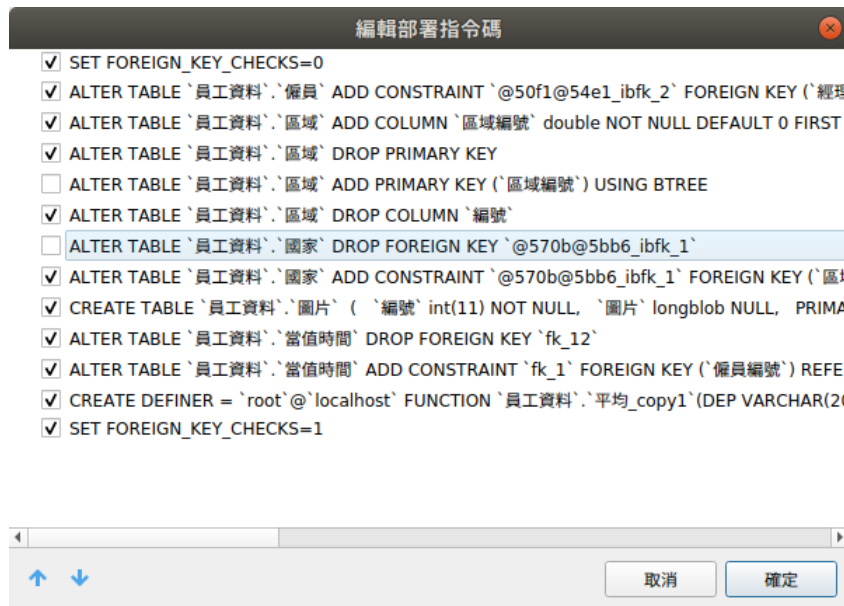 編輯部署指令碼
SET FOREIGN_KEY_CHECKS=0
ALTER TABLE `員工資料`.`僱員` ADD CONSTRAINT `@50f1@54e1_ibfk_2` FOREIGN KEY (`經理
ALTER TABLE `員工資料`.`區域` ADD COLUMN `區域編號` double NOT NULL DEFAULT 0 FIRST
ALTER TABLE `員工資料`.`區域` DROP PRIMARY KEY
ALTER TABLE `員工資料`.`區域` ADD PRIMARY KEY (`區域編號`) USING BTREE
ALTER TABLE `員工資料`.`區域` DROP COLUMN `編號`
ALTER TABLE `員工資料`.`國家` DROP FOREIGN KEY `@570b@5bb6_ibfk_1`
ALTER TABLE `員工資料`.`國家` ADD CONSTRAINT `@570b@5bb6_ibfk_1` FOREIGN KEY (`區域
CREATE TABLE `員工資料`.`圖片` ( `編號` int(11) NOT NULL, `圖片` longblob NULL, PRIMA
ALTER TABLE `員工資料`.`當值時間` DROP FOREIGN KEY `fk_12`
ALTER TABLE `員工資料`.`當值時間` ADD CONSTRAINT `fk_1` FOREIGN KEY (`僱員編號`) REFE
CREATE DEFINER = `root`@`localhost` FUNCTION `員工資料`.`平均_copy1`(DEP VARCHAR(20
SET FOREIGN_KEY_CHECKS=1
取消 確定